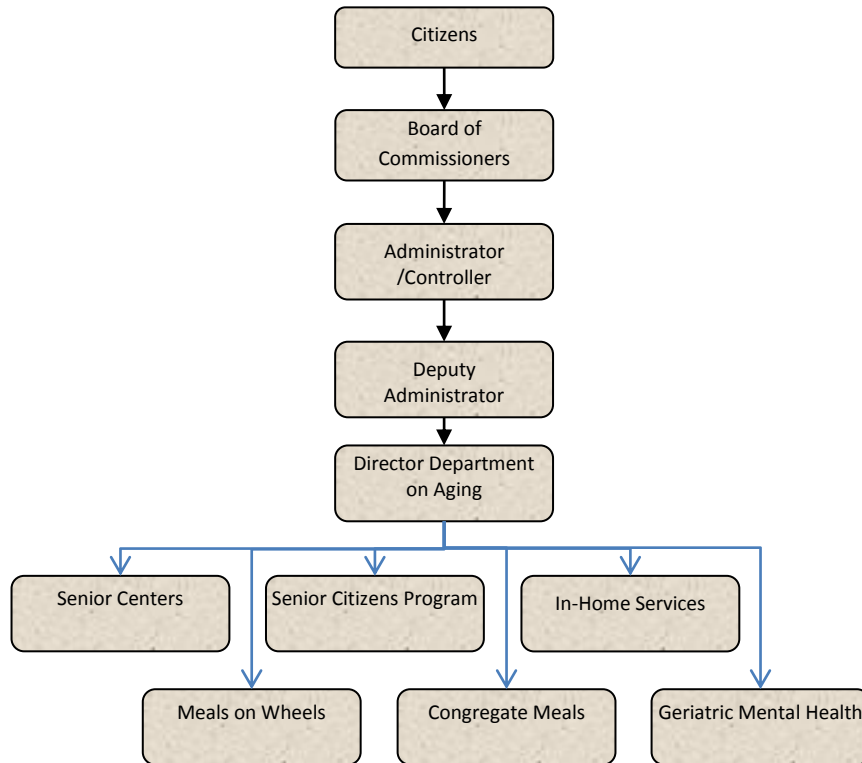 Citizens
Board of
Commissioners
Administrator
/Controller
Deputy
Administrator
Director Department
on Aging
Senior Centers
Senior Citizens Program
In-Home Services
Meals on Wheels
Congregate Meals
Geriatric Mental Health